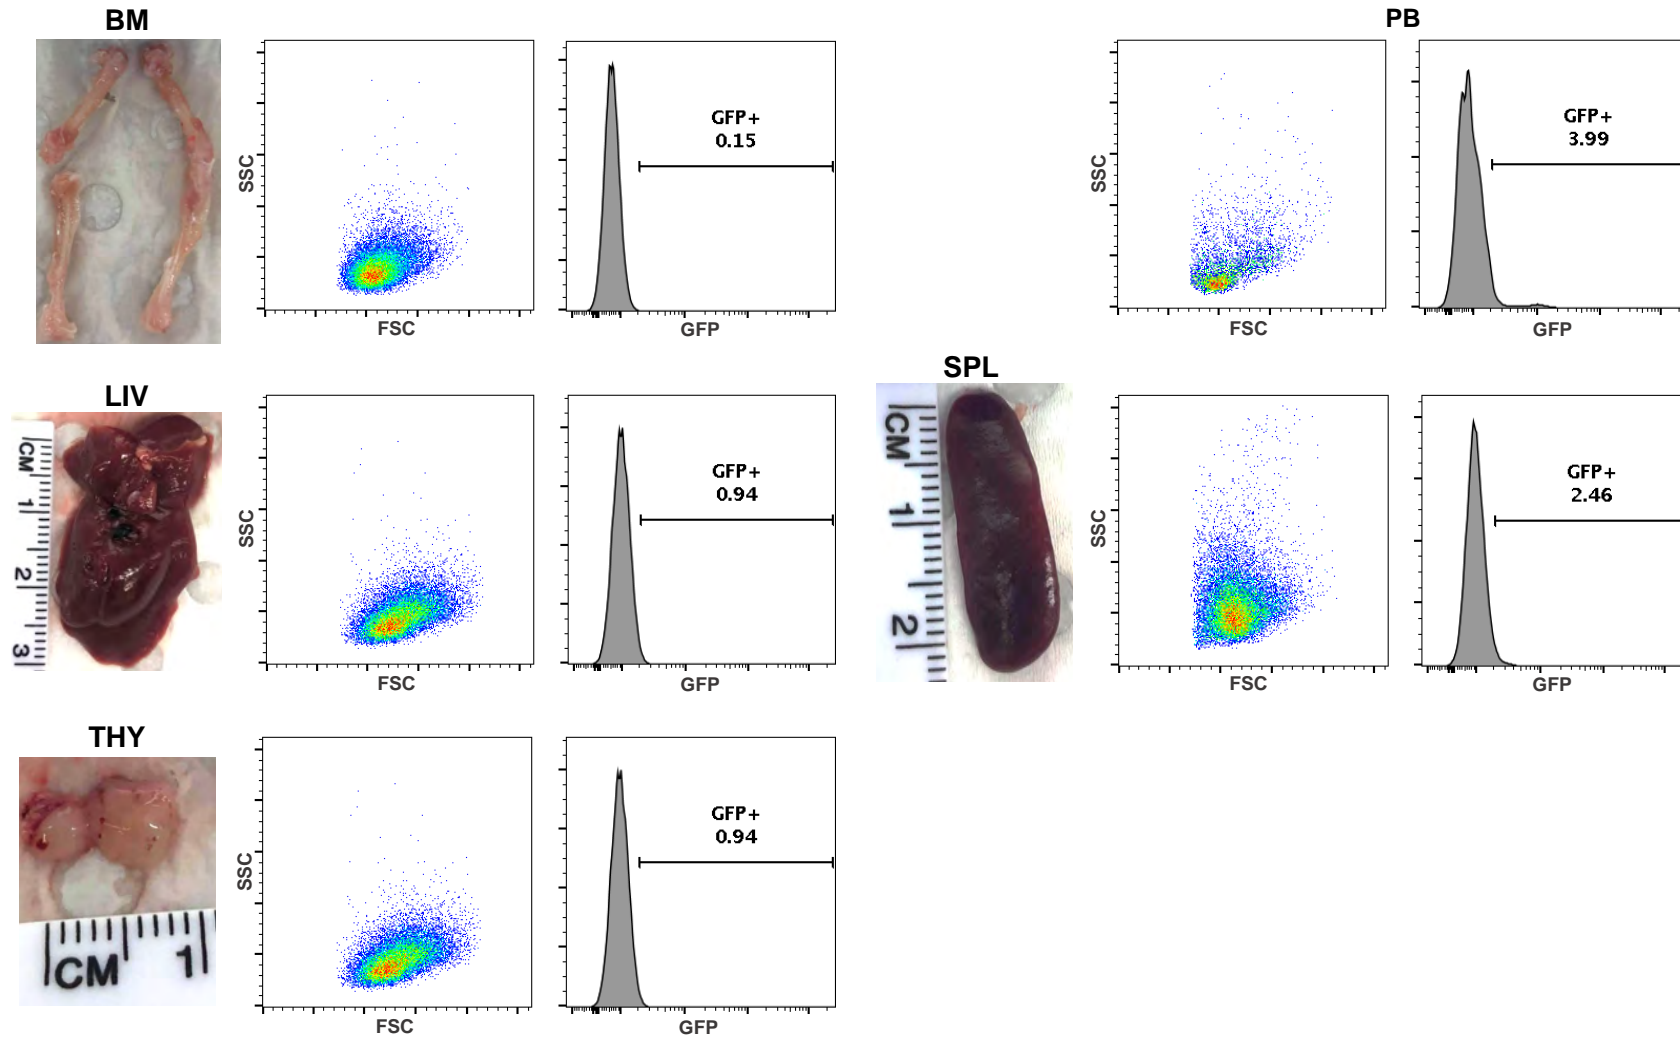 BM
SSC
FSC
GFP+
0.15
GFP
PB
SSC
FSC
GFP+
3.99
GFP
LIV
CM
1
2
3
SSC
FSC
GFP+
0.94
GFP
SPL
CM
1
2
SSC
FSC
GFP+
2.46
GFP
THY
CM 1
SSC
FSC
GFP+
0.94
GFP